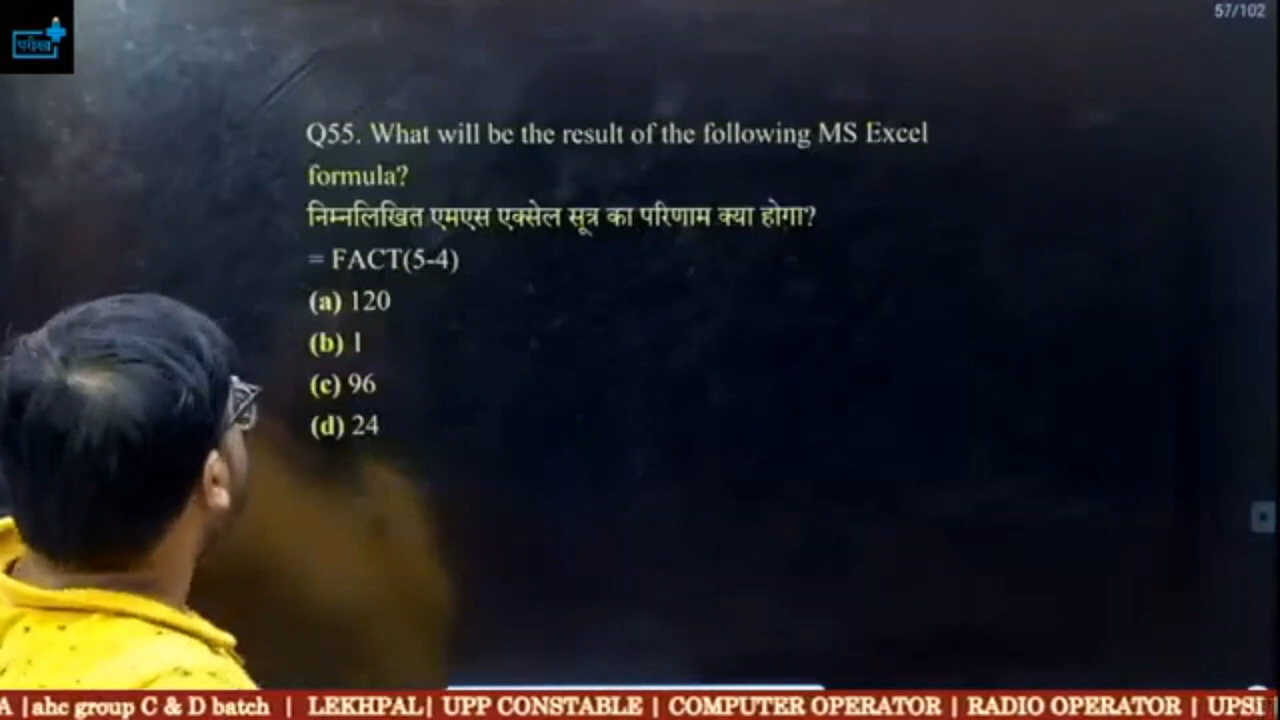 57/102
परीक्षा
Q55. What will be the result of the following MS Excel
formula?
निम्नलिखित एमएस एक्सेल सूत्र का परिणाम क्या होगा?
= FACT(5-4)
(a) 120
(b) 1
(c) 96
(d) 24
A |ahc group C & D batch | LEKHPAL| UPP CONSTABLE | COMPUTER OPERATOR | RADIO OPERATOR | UPSI